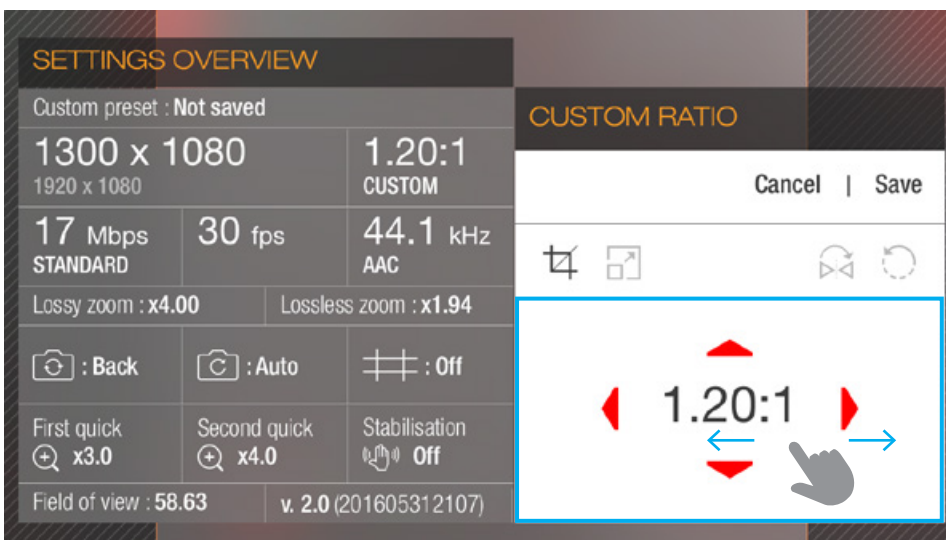 SETTINGS OVERVIEW
Custom preset : Not saved
1300 x 1080
1920 x 1080
1.20:1
CUSTOM
17 Mbps
STANDARD
30 fps
44.1 kHz
AAC
Lossy zoom : x4.00
Lossless zoom : x1.94
: Back
: Auto
: Off
First quick
x3.0
Second quick
x4.0
Stabilisation
Off
Field of view : 58.63
v. 2.0 (201605312107)
CUSTOM RATIO
Cancel | Save
1.20:1